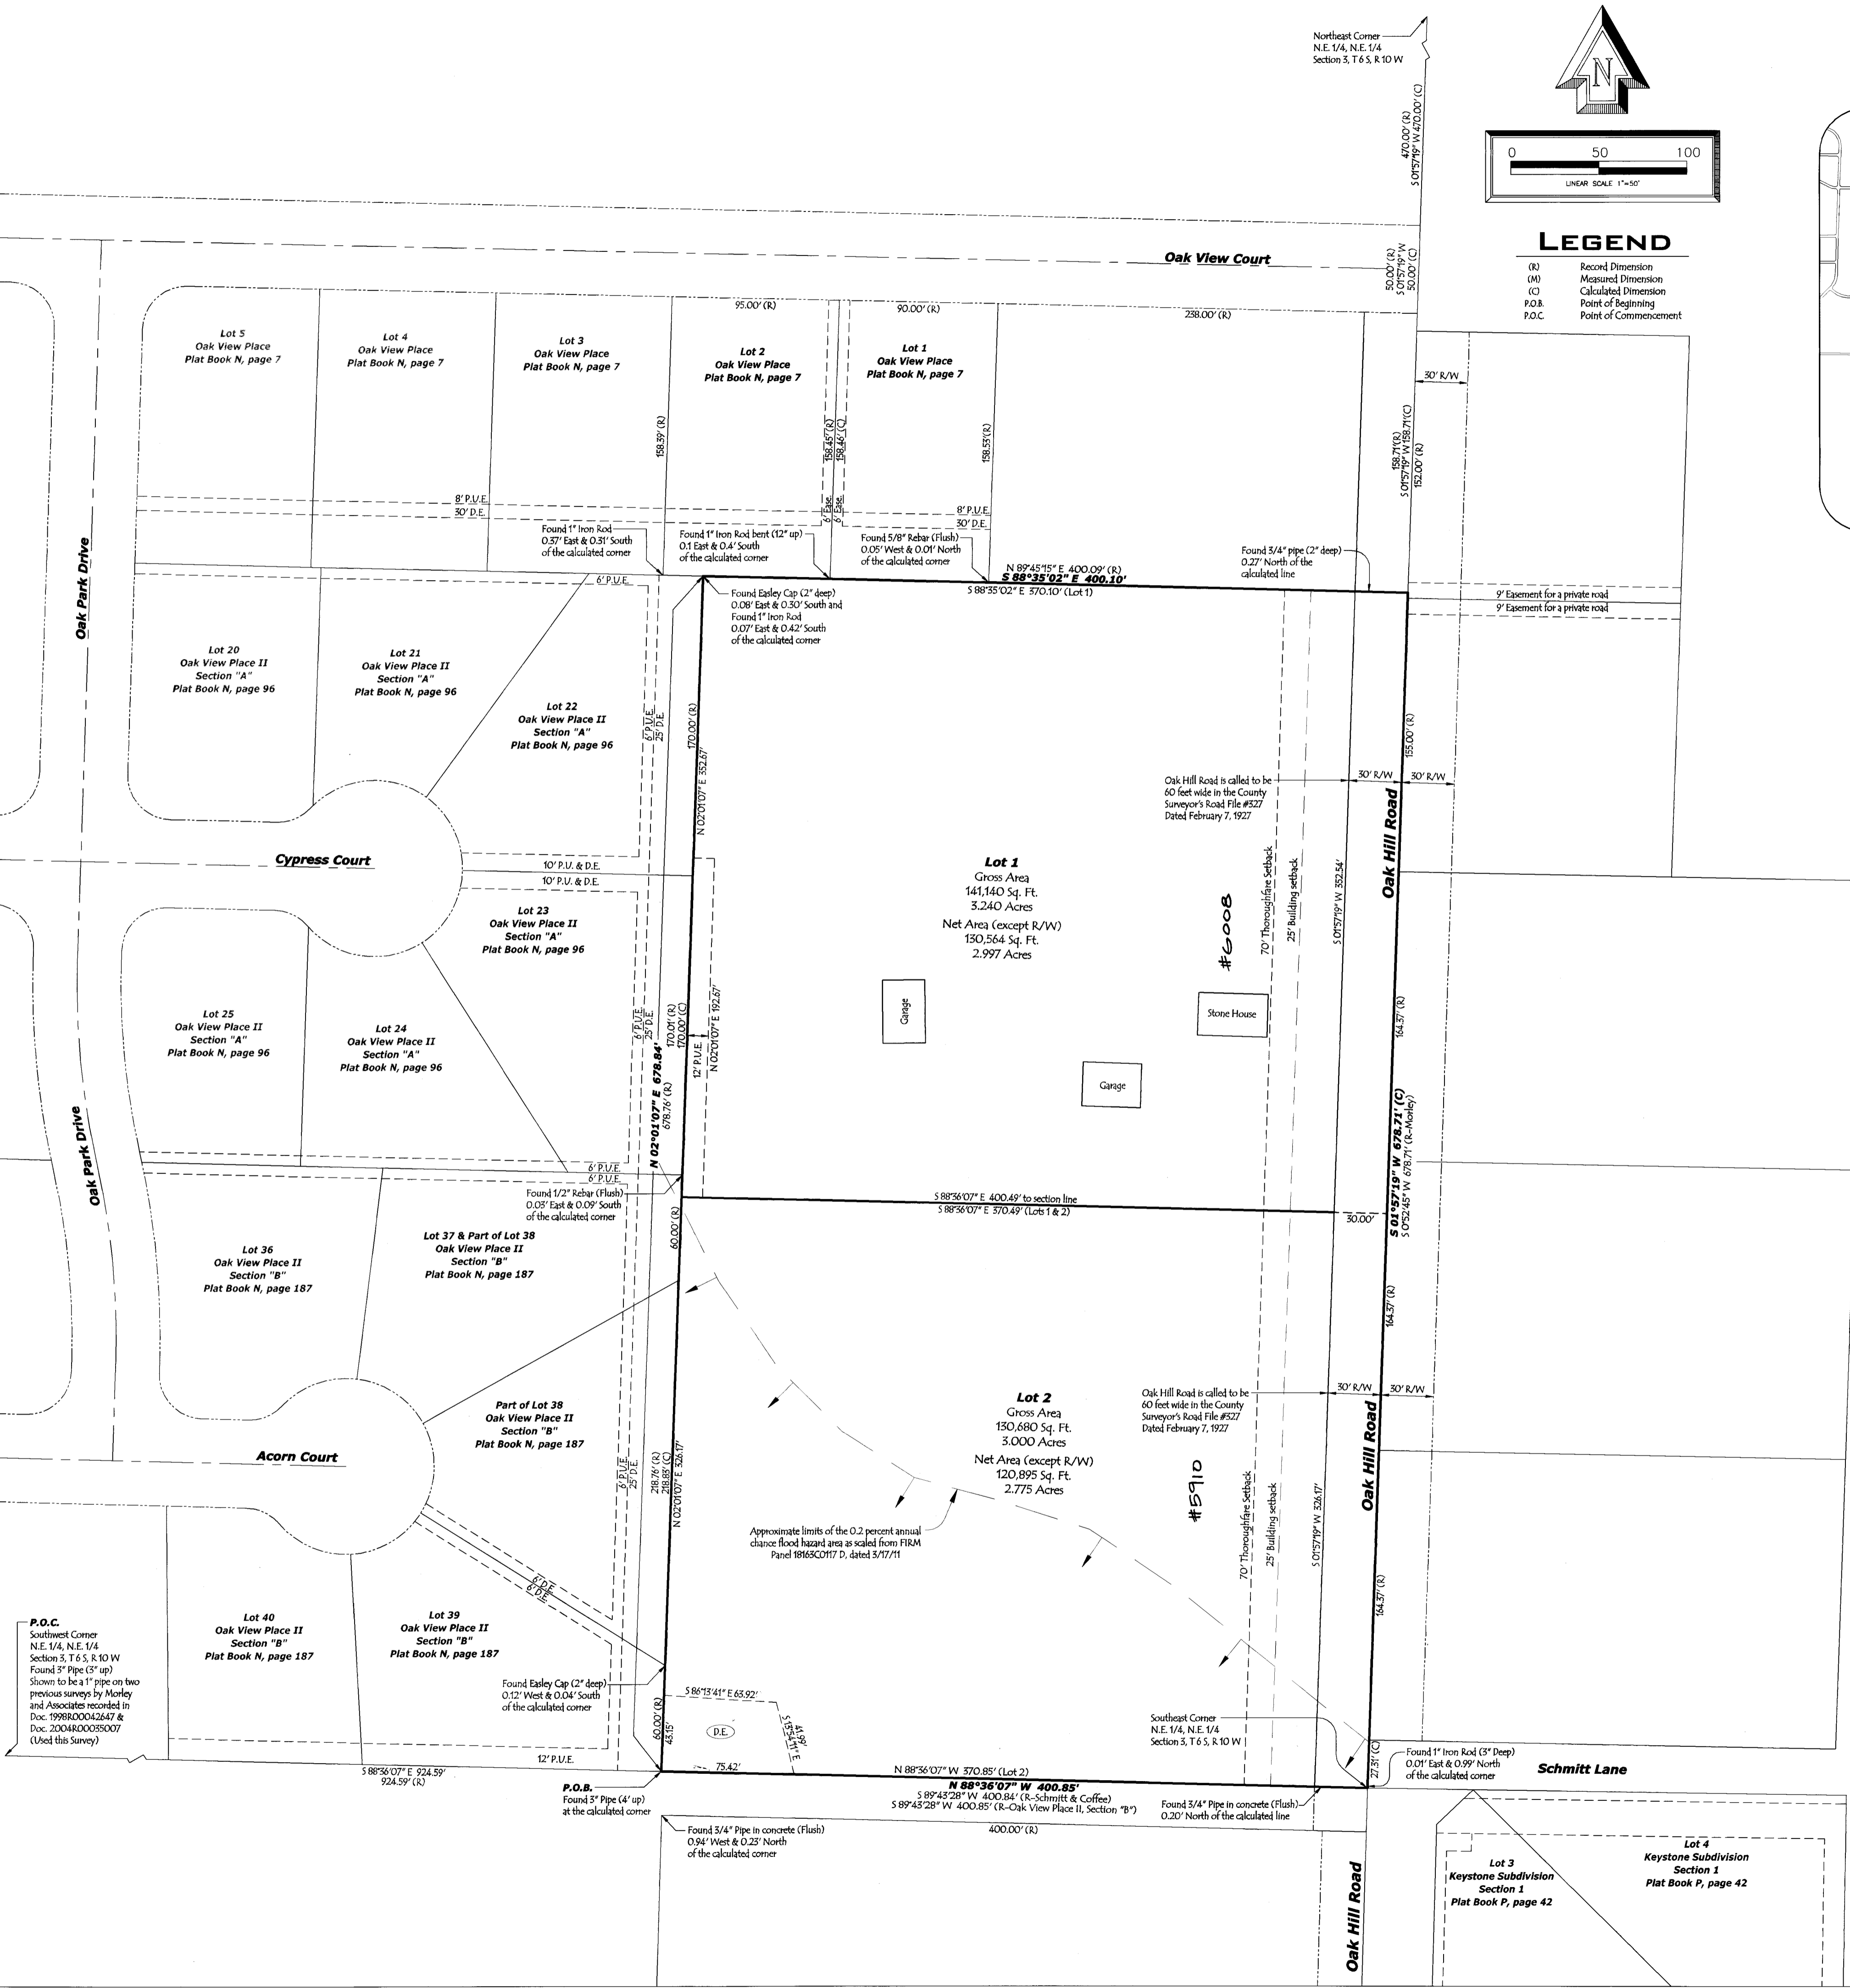 Northeast Corner
N.E. 1/4, N.E. 1/4
Section 3, T 6 S, R 10 W
N
470.00' (R)
S 01°57'19" W 470.00' (C)
0 50 100
LINEAR SCALE 1"=50'
LEGEND
(R) Record Dimension
(M) Measured Dimension
(C) Calculated Dimension
P.O.B. Point of Beginning
P.O.C. Point of Commencement
Oak View Court
50.00' (R)
S 01°57'19" W
50.00' (C)
95.00' (R)
90.00' (R)
238.00' (R)
Lot 5
Oak View Place
Plat Book N, page 7
Lot 4
Oak View Place
Plat Book N, page 7
Lot 3
Oak View Place
Plat Book N, page 7
Lot 2
Oak View Place
Plat Book N, page 7
Lot 1
Oak View Place
Plat Book N, page 7
30' R/W
158.39' (R)
158.45' (R)
158.46' (C)
158.53' (R)
158.71' (R)
S 01°57'19" W 158.71' (C)
152.00' (R)
8' P.U.E.
30' D.E.
6' Ease.
6' Ease.
8' P.U.E.
30' D.E.
Oak Park Drive
Found 1" Iron Rod
0.37' East & 0.31' South
of the calculated corner
Found 1" Iron Rod bent (12" up)
0.1 East & 0.4' South
of the calculated corner
Found 5/8" Rebar (Flush)
0.05' West & 0.01' North
of the calculated corner
Found 3/4" pipe (2" deep)
0.27' North of the
calculated line
N 89°45'15" E 400.09' (R)
S 88°35'02" E 400.10'
S 88°35'02" E 370.10' (Lot 1)
6' P.U.E.
Found Easley Cap (2" deep)
0.08' East & 0.30' South and
Found 1" Iron Rod
0.07' East & 0.42' South
of the calculated corner
9' Easement for a private road
9' Easement for a private road
Lot 20
Oak View Place II
Section "A"
Plat Book N, page 96
Lot 21
Oak View Place II
Section "A"
Plat Book N, page 96
Lot 22
Oak View Place II
Section "A"
Plat Book N, page 96
6' P.U.E.
25' D.E.
170.00' (R)
N 02°01'07" E 352.67'
155.00' (R)
Oak Hill Road is called to be
60 feet wide in the County
Surveyor's Road File #327
Dated February 7, 1927
30' R/W
30' R/W
Oak Hill Road
Cypress Court
10' P.U. & D.E.
10' P.U. & D.E.
Lot 1
Gross Area
141,140 Sq. Ft.
3.240 Acres
Net Area (except R/W)
130,564 Sq. Ft.
2.997 Acres
#6008
70' Thoroughfare Setback
25' Building setback
S 01°57'19" W 352.54'
Lot 23
Oak View Place II
Section "A"
Plat Book N, page 96
Lot 25
Oak View Place II
Section "A"
Plat Book N, page 96
Lot 24
Oak View Place II
Section "A"
Plat Book N, page 96
6' P.U.E.
25' D.E.
170.01' (R)
170.00' (C)
12' P.U.E.
N 02°01'07" E 192.67'
Garage
Stone House
Garage
164.37' (R)
N 02°01'07" E 678.84'
678.76' (R)
S 01°57'19" W 678.71' (C)
S 0°52'45" W 678.71' (R-Morley)
Oak Park Drive
6' P.U.E.
6' P.U.E.
Found 1/2" Rebar (Flush)
0.03' East & 0.09' South
of the calculated corner
60.00' (R)
S 88°36'07" E 400.49' to section line
S 88°36'07" E 370.49' (Lots 1 & 2)
30.00'
Lot 36
Oak View Place II
Section "B"
Plat Book N, page 187
Lot 37 & Part of Lot 38
Oak View Place II
Section "B"
Plat Book N, page 187
164.37' (R)
Part of Lot 38
Oak View Place II
Section "B"
Plat Book N, page 187
Lot 2
Gross Area
130,680 Sq. Ft.
3.000 Acres
Net Area (except R/W)
120,895 Sq. Ft.
2.775 Acres
Oak Hill Road is called to be
60 feet wide in the County
Surveyor's Road File #327
Dated February 7, 1927
30' R/W
30' R/W
Oak Hill Road
Acorn Court
6' P.U.E.
25' D.E.
218.76' (R)
218.83' (C)
N 02°01'07" E 326.17'
#5910
70' Thoroughfare Setback
25' Building setback
S 01°57'19" W 326.17'
Approximate limits of the 0.2 percent annual
chance flood hazard area as scaled from FIRM
Panel 18163C0117 D, dated 3/17/11
6' D.E.
6' D.E.
164.37' (R)
P.O.C.
Southwest Corner
N.E. 1/4, N.E. 1/4
Section 3, T 6 S, R 10 W
Found 3" Pipe (3" up)
Shown to be a 1" pipe on two
previous surveys by Morley
and Associates recorded in
Doc. 1998R00042647 &
Doc. 2004R00035007
(Used this Survey)
Lot 40
Oak View Place II
Section "B"
Plat Book N, page 187
Lot 39
Oak View Place II
Section "B"
Plat Book N, page 187
Found Easley Cap (2" deep)
0.12' West & 0.04' South
of the calculated corner
60.00' (R)
43.15'
S 86°13'41" E 63.92'
D.E.
41.99'
S 13°54'11" E
75.42'
Southeast Corner
N.E. 1/4, N.E. 1/4
Section 3, T 6 S, R 10 W
27.31' (C)
Found 1" Iron Rod (3" Deep)
0.01' East & 0.99' North
of the calculated corner
Schmitt Lane
12' P.U.E.
S 88°36'07" E 924.59'
924.59' (R)
P.O.B.
Found 3" Pipe (4' up)
at the calculated corner
N 88°36'07" W 370.85' (Lot 2)
N 88°36'07" W 400.85'
S 89°43'28" W 400.84' (R-Schmitt & Coffee)
S 89°43'28" W 400.85' (R-Oak View Place II, Section "B")
Found 3/4" Pipe in concrete (Flush)
0.20' North of the calculated line
Found 3/4" Pipe in concrete (Flush)
0.94' West & 0.23' North
of the calculated corner
400.00' (R)
Oak Hill Road
Lot 3
Keystone Subdivision
Section 1
Plat Book P, page 42
Lot 4
Keystone Subdivision
Section 1
Plat Book P, page 42